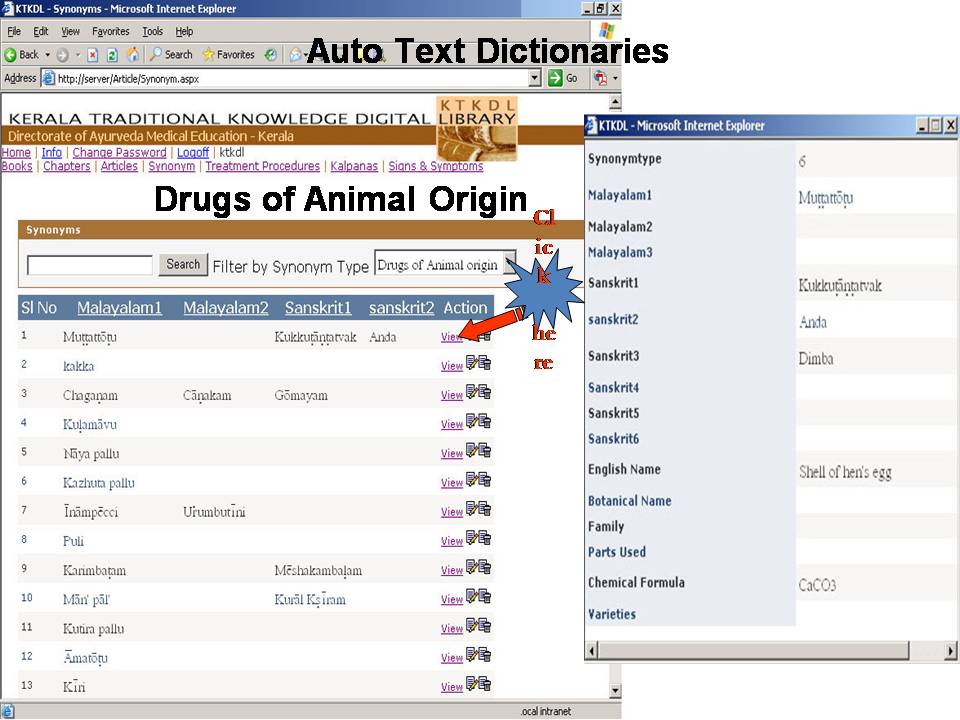 KTKDL - Synonyms - Microsoft Internet Explorer
File Edit View Favorites Tools Help
Back Search Favorites
Auto Text Dictionaries
Address http://server/Article/Synonym.aspx Go
KERALA TRADITIONAL KNOWLEDGE DIGITAL LIBRARY
KTKDL
Directorate of Ayurveda Medical Education - Kerala
Home | Info | Change Password | Logoff | ktkdl
Books | Chapters | Articles | Synonym | Treatment Procedures | Kalpanas | Signs & Symptoms
Drugs of Animal Origin
Synonyms
Search Filter by Synonym Type Drugs of Animal origin
Sl No Malayalam1 Malayalam2 Sanskrit1 sanskrit2 Action
1 Muṭṭattōṭu Kukkuṭāṇṭatvak Anda View
2 kakka View
3 Chagaṇam Cāṇakam Gōmayam View
4 Kuḷamāvu View
5 Nāya pallu View
6 Kazhuta pallu View
7 Īnāmpēcci Uṟumbutīni View
8 Puli View
9 Karimbaṭam Mēshakambaḷam View
10 Mān' pāl' Kurāl Kṣīram View
11 Kutira pallu View
12 Āmatōṭu View
13 Kīri View
Click here
.ocal intranet
KTKDL - Microsoft Internet Explorer
Synonymtype 6
Malayalam1 Muṭṭattōṭu
Malayalam2
Malayalam3
Sanskrit1 Kukkuṭāṇṭatvak
sanskrit2 Anda
Sanskrit3 Dimba
Sanskrit4
Sanskrit5
Sanskrit6
English Name Shell of hen's egg
Botanical Name
Family
Parts Used
Chemical Formula CaCO3
Varieties